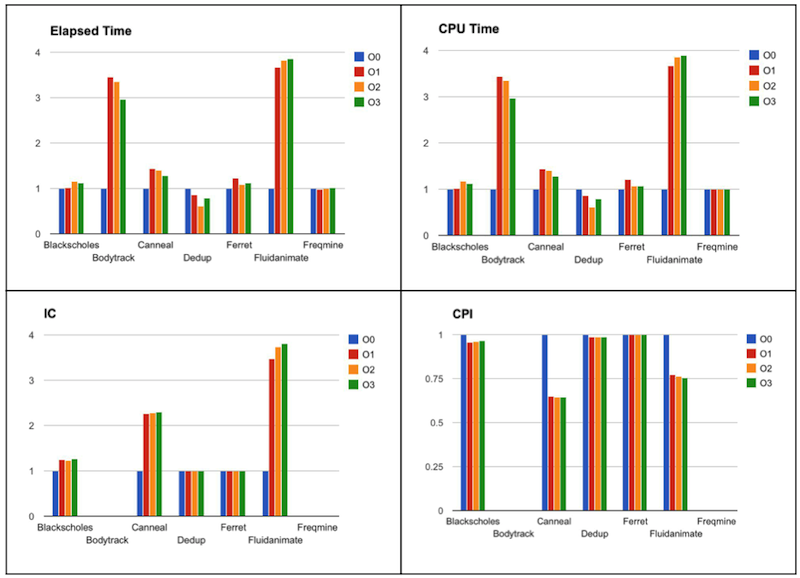 Elapsed Time
4
3
2
1
0
Blackscholes
Bodytrack
Canneal
Dedup
Ferret
Fluidanimate
Freqmine
O0
O1
O2
O3
CPU Time
4
3
2
1
0
Blackscholes
Bodytrack
Canneal
Dedup
Ferret
Fluidanimate
Freqmine
O0
O1
O2
O3
IC
4
3
2
1
0
Blackscholes
Bodytrack
Canneal
Dedup
Ferret
Fluidanimate
Freqmine
O0
O1
O2
O3
CPI
1
0.75
0.5
0.25
0
Blackscholes
Bodytrack
Canneal
Dedup
Ferret
Fluidanimate
Freqmine
O0
O1
O2
O3